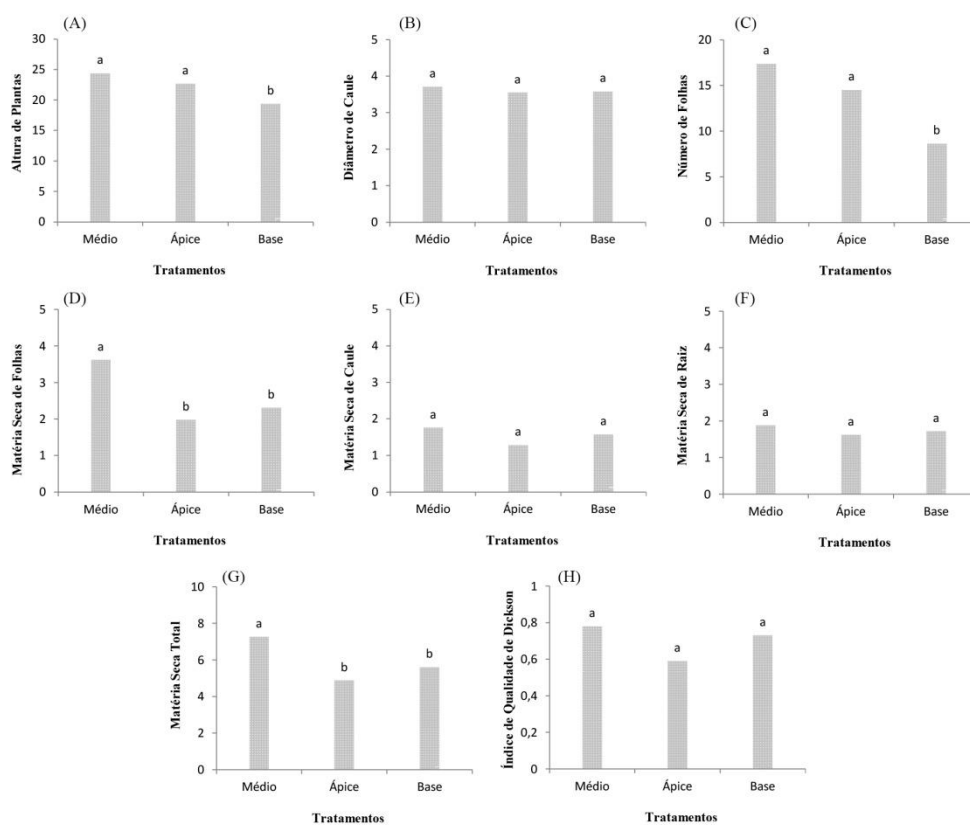 (A)
Altura de Plantas
30
25
20
15
10
5
0
a
a
b
Médio
Ápice
Base
Tratamentos
(B)
Diâmetro de Caule
5
4
3
2
1
0
a
a
a
Médio
Ápice
Base
Tratamentos
(C)
Número de Folhas
20
15
10
5
0
a
a
b
Médio
Ápice
Base
Tratamentos
(D)
Matéria Seca de Folhas
5
4
3
2
1
0
a
b
b
Médio
Ápice
Base
Tratamentos
(E)
Matéria Seca de Caule
5
4
3
2
1
0
a
a
a
Médio
Ápice
Base
Tratamentos
(F)
Matéria Seca de Raiz
5
4
3
2
1
0
a
a
a
Médio
Ápice
Base
Tratamentos
(G)
Matéria Seca Total
10
8
6
4
2
0
a
b
b
Médio
Ápice
Base
Tratamentos
(H)
Índice de Qualidade de Dickson
1
0,8
0,6
0,4
0,2
0
a
a
a
Médio
Ápice
Base
Tratamentos